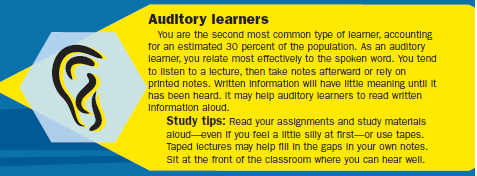 Auditory learners
You are the second most common type of learner, accounting
for an estimated 30 percent of the population. As an auditory
learner, you relate most effectively to the spoken word. You tend
to listen to a lecture, then take notes afterward or rely on
printed notes. Written information will have little meaning until it
has been heard. It may help auditory learners to read written
information aloud.
Study tips: Read your assignments and study materials
aloud—even if you feel a little silly at first—or use tapes.
Taped lectures may help fill in the gaps in your own notes.
Sit at the front of the classroom where you can hear well.